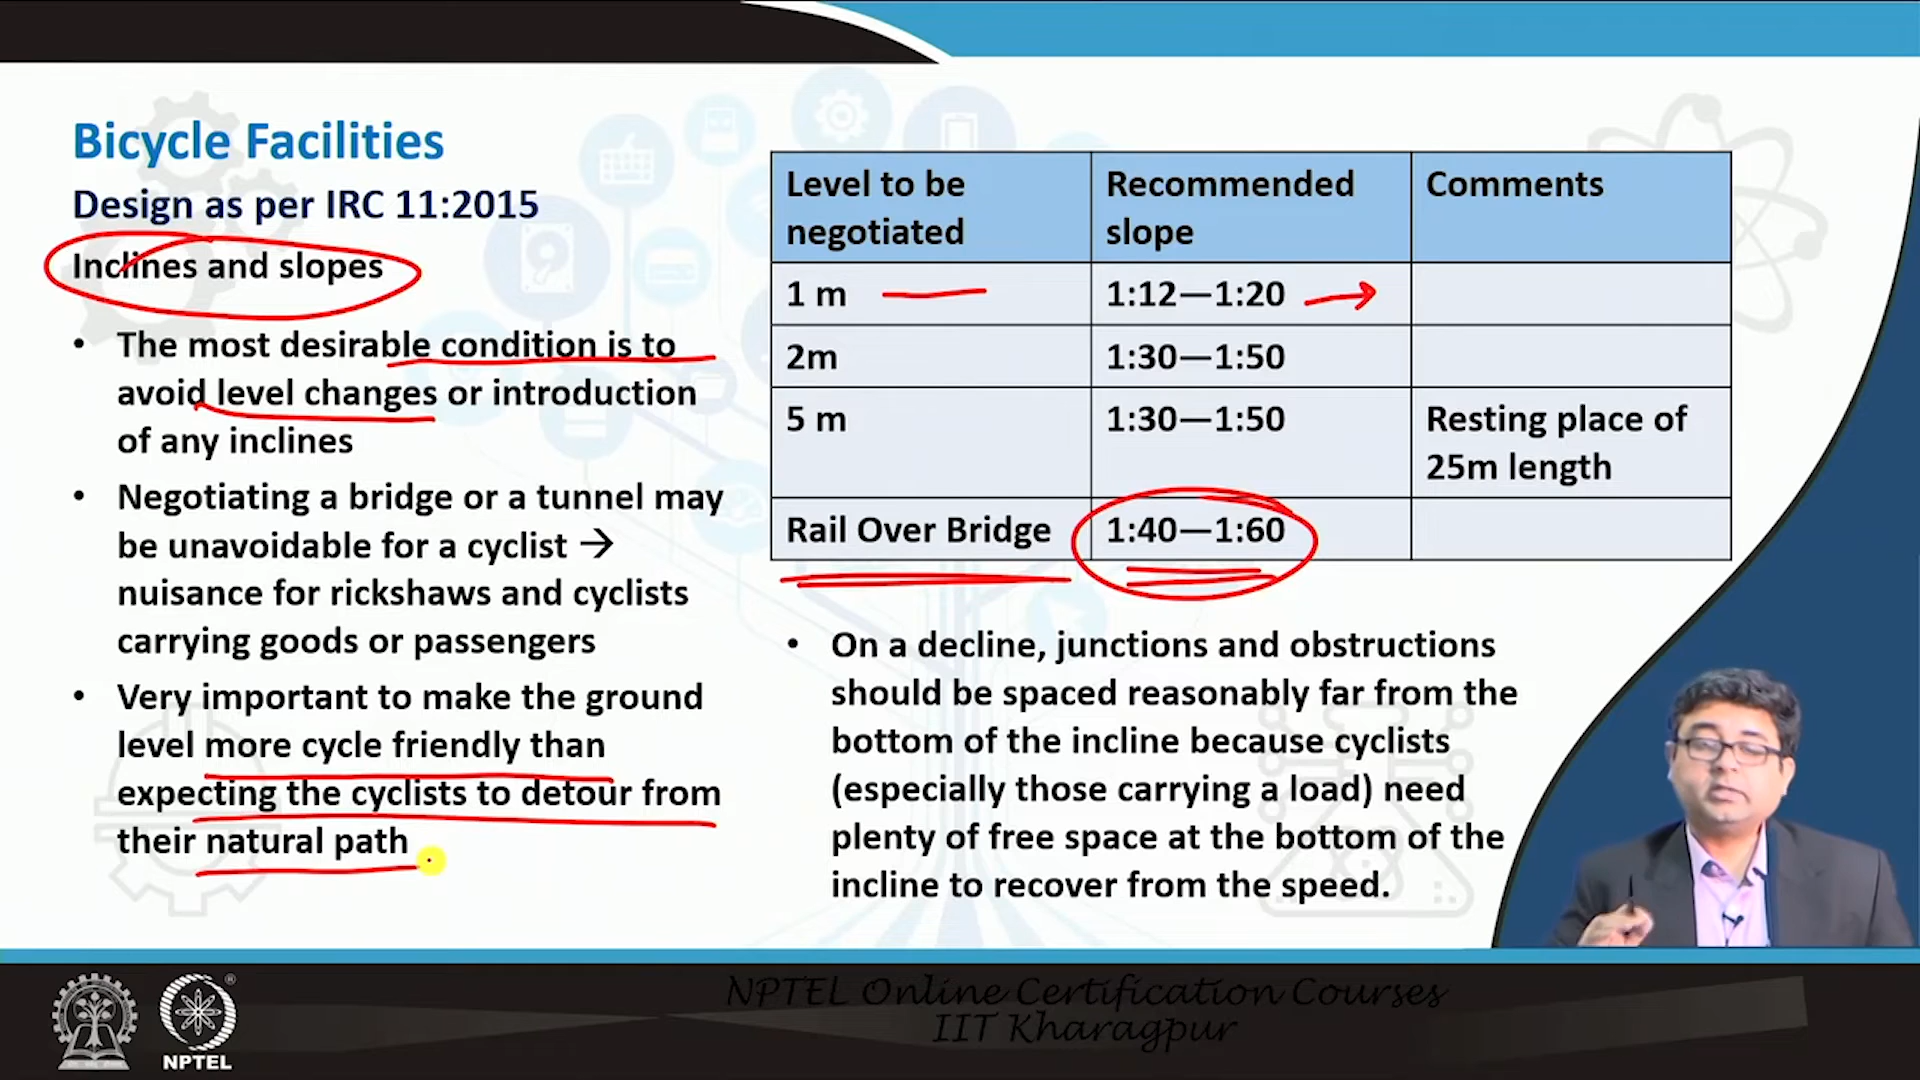 Bicycle Facilities
Design as per IRC 11:2015
Inclines and slopes
• The most desirable condition is to
avoid level changes or introduction
of any inclines
• Negotiating a bridge or a tunnel may
be unavoidable for a cyclist →
nuisance for rickshaws and cyclists
carrying goods or passengers
• Very important to make the ground
level more cycle friendly than
expecting the cyclists to detour from
their natural path
Level to be negotiated Recommended slope Comments
1 m 1:12—1:20
2m 1:30—1:50
5 m 1:30—1:50 Resting place of 25m length
Rail Over Bridge 1:40—1:60
• On a decline, junctions and obstructions
should be spaced reasonably far from the
bottom of the incline because cyclists
(especially those carrying a load) need
plenty of free space at the bottom of the
incline to recover from the speed.
NPTEL Online Certification Courses
IIT Kharagpur
NPTEL
®